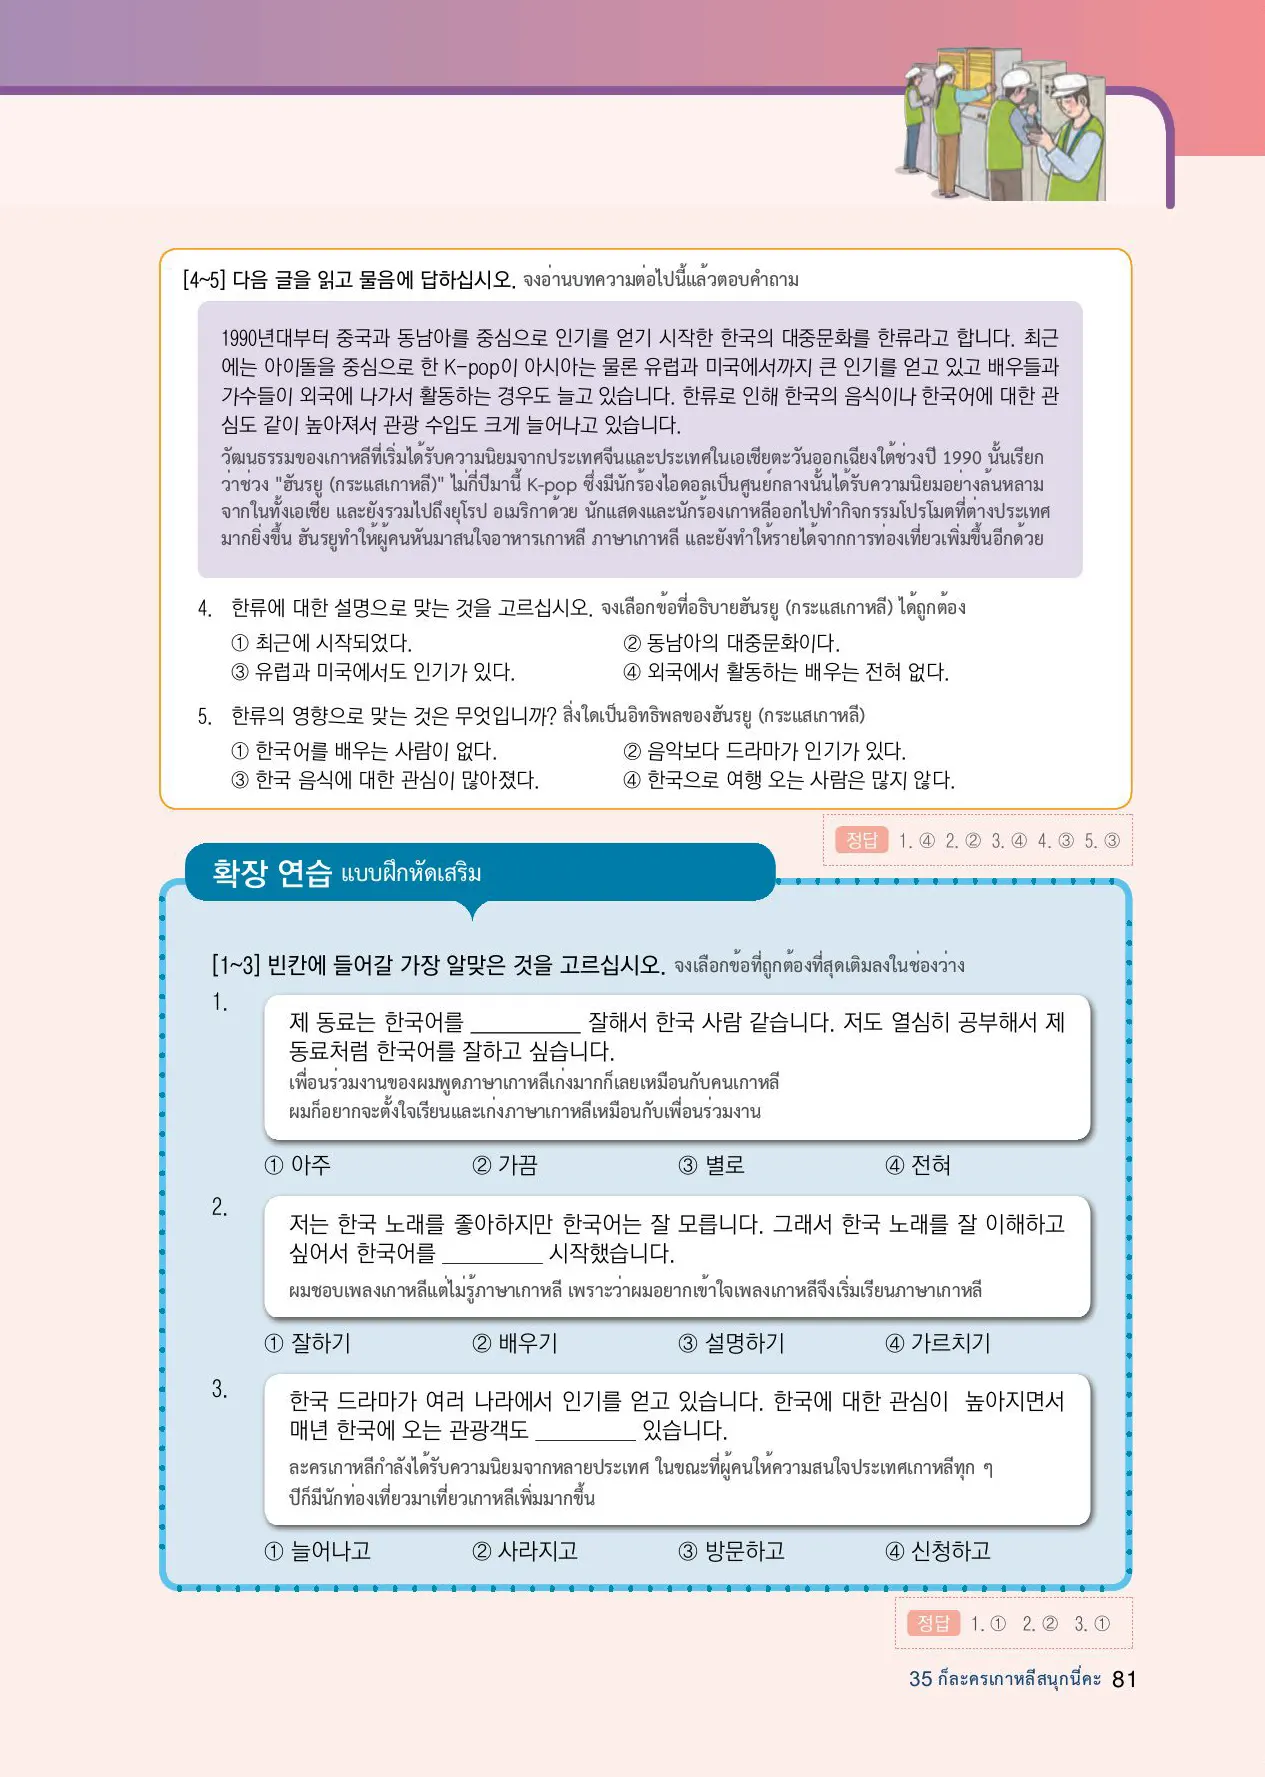 [4~5] 다음 글을 읽고 물음에 답하십시오. จงอ่านบทความต่อไปนี้แล้วตอบคำถาม
1990년대부터 중국과 동남아를 중심으로 인기를 얻기 시작한 한국의 대중문화를 한류라고 합니다. 최근
에는 아이돌을 중심으로 한 K-pop이 아시아는 물론 유럽과 미국에서까지 큰 인기를 얻고 있고 배우들과
가수들이 외국에 나가서 활동하는 경우도 늘고 있습니다. 한류로 인해 한국의 음식이나 한국어에 대한 관
심도 같이 높아져서 관광 수입도 크게 늘어나고 있습니다.
วัฒนธรรมของเกาหลีที่เริ่มได้รับความนิยมจากประเทศจีนและประเทศในเอเชียตะวันออกเฉียงใต้ช่วงปี 1990 นั้นเรียก
ว่าช่วง "ฮันรยู (กระแสเกาหลี)" ไม่กี่ปีมานี้ K-pop ซึ่งมีนักร้องไอดอลเป็นศูนย์กลางนั้นได้รับความนิยมอย่างล้นหลาม
จากในทั้งเอเชีย และยังรวมไปถึงยุโรป อเมริกาด้วย นักแสดงและนักร้องเกาหลีออกไปทำกิจกรรมโปรโมตที่ต่างประเทศ
มากยิ่งขึ้น ฮันรยูทำให้ผู้คนหันมาสนใจอาหารเกาหลี ภาษาเกาหลี และยังทำให้รายได้จากการท่องเที่ยวเพิ่มขึ้นอีกด้วย
4. 한류에 대한 설명으로 맞는 것을 고르십시오. จงเลือกข้อที่อธิบายฮันรยู (กระแสเกาหลี) ได้ถูกต้อง
① 최근에 시작되었다. ② 동남아의 대중문화이다.
③ 유럽과 미국에서도 인기가 있다. ④ 외국에서 활동하는 배우는 전혀 없다.
5. 한류의 영향으로 맞는 것은 무엇입니까? สิ่งใดเป็นอิทธิพลของฮันรยู (กระแสเกาหลี)
① 한국어를 배우는 사람이 없다. ② 음악보다 드라마가 인기가 있다.
③ 한국 음식에 대한 관심이 많아졌다. ④ 한국으로 여행 오는 사람은 많지 않다.
정답 1. ④ 2. ② 3. ④ 4. ③ 5. ③
확장 연습 แบบฝึกหัดเสริม
[1~3] 빈칸에 들어갈 가장 알맞은 것을 고르십시오. จงเลือกข้อที่ถูกต้องที่สุดเติมลงในช่องว่าง
1.
제 동료는 한국어를 __________ 잘해서 한국 사람 같습니다. 저도 열심히 공부해서 제
동료처럼 한국어를 잘하고 싶습니다.
เพื่อนร่วมงานของผมพูดภาษาเกาหลีเก่งมากก็เลยเหมือนกับคนเกาหลี
ผมก็อยากจะตั้งใจเรียนและเก่งภาษาเกาหลีเหมือนกับเพื่อนร่วมงาน
① 아주 ② 가끔 ③ 별로 ④ 전혀
2.
저는 한국 노래를 좋아하지만 한국어는 잘 모릅니다. 그래서 한국 노래를 잘 이해하고
싶어서 한국어를 _________ 시작했습니다.
ผมชอบเพลงเกาหลีแต่ไม่รู้ภาษาเกาหลี เพราะว่าผมอยากเข้าใจเพลงเกาหลีจึงเริ่มเรียนภาษาเกาหลี
① 잘하기 ② 배우기 ③ 설명하기 ④ 가르치기
3.
한국 드라마가 여러 나라에서 인기를 얻고 있습니다. 한국에 대한 관심이 높아지면서
매년 한국에 오는 관광객도 _________ 있습니다.
ละครเกาหลีกำลังได้รับความนิยมจากหลายประเทศ ในขณะที่ผู้คนให้ความสนใจประเทศเกาหลีทุก ๆ
ปีก็มีนักท่องเที่ยวมาเที่ยวเกาหลีเพิ่มมากขึ้น
① 늘어나고 ② 사라지고 ③ 방문하고 ④ 신청하고
정답 1. ① 2. ② 3. ①
35 ก็ละครเกาหลีสนุกนี่คะ 81